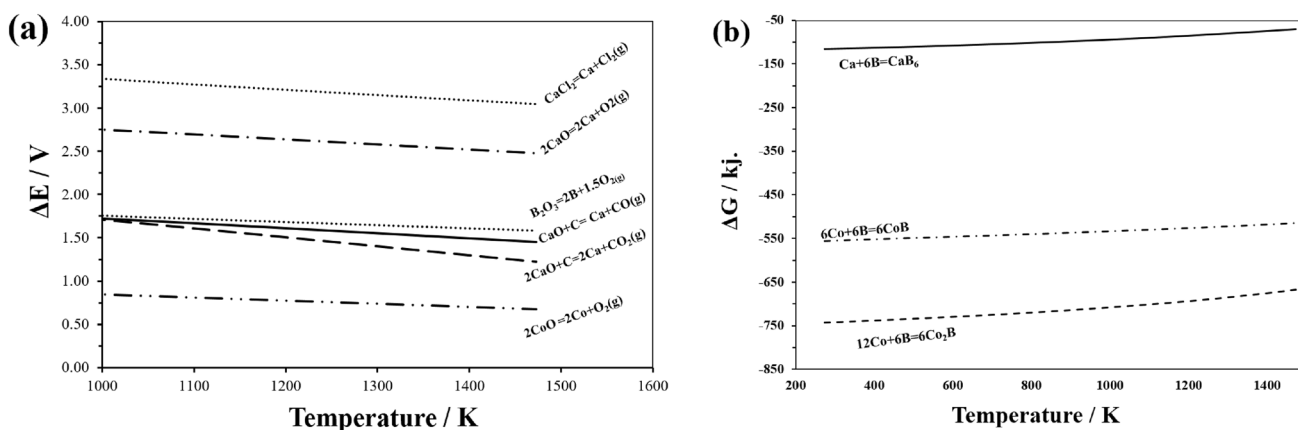 (a)
4.00
3.50
3.00
2.50
2.00
1.50
1.00
0.50
0.00
ΔE / V
CaCl₂=Ca+Cl₂(g)
2CaO=2Ca+O2(g)
B₂O₃=2B+1.5O₂(g)
CaO+C= Ca+CO(g)
2CaO+C=2Ca+CO₂(g)
2CoO=2Co+O₂(g)
1000 1100 1200 1300 1400 1500 1600
Temperature / K
(b)
-50
-150
-250
-350
-450
-550
-650
-750
-850
ΔG / kj.
Ca+6B=CaB₆
6Co+6B=6CoB
12Co+6B=6Co₂B
200 400 600 800 1000 1200 1400
Temperature / K